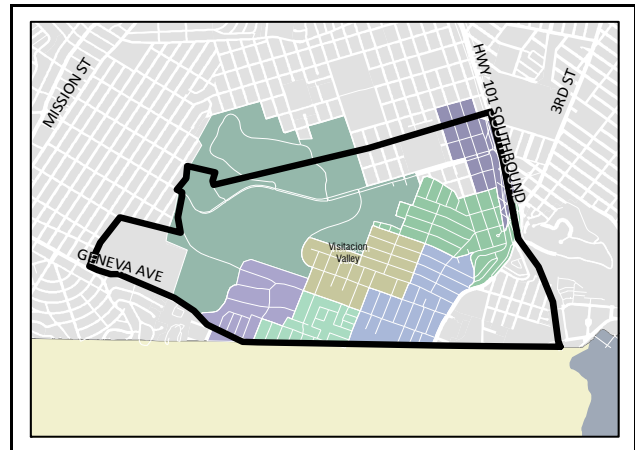 MISSION ST
HWY 101 SOUTHBOUND
3RD ST
Visitacion
Valley
GENEVA AVE